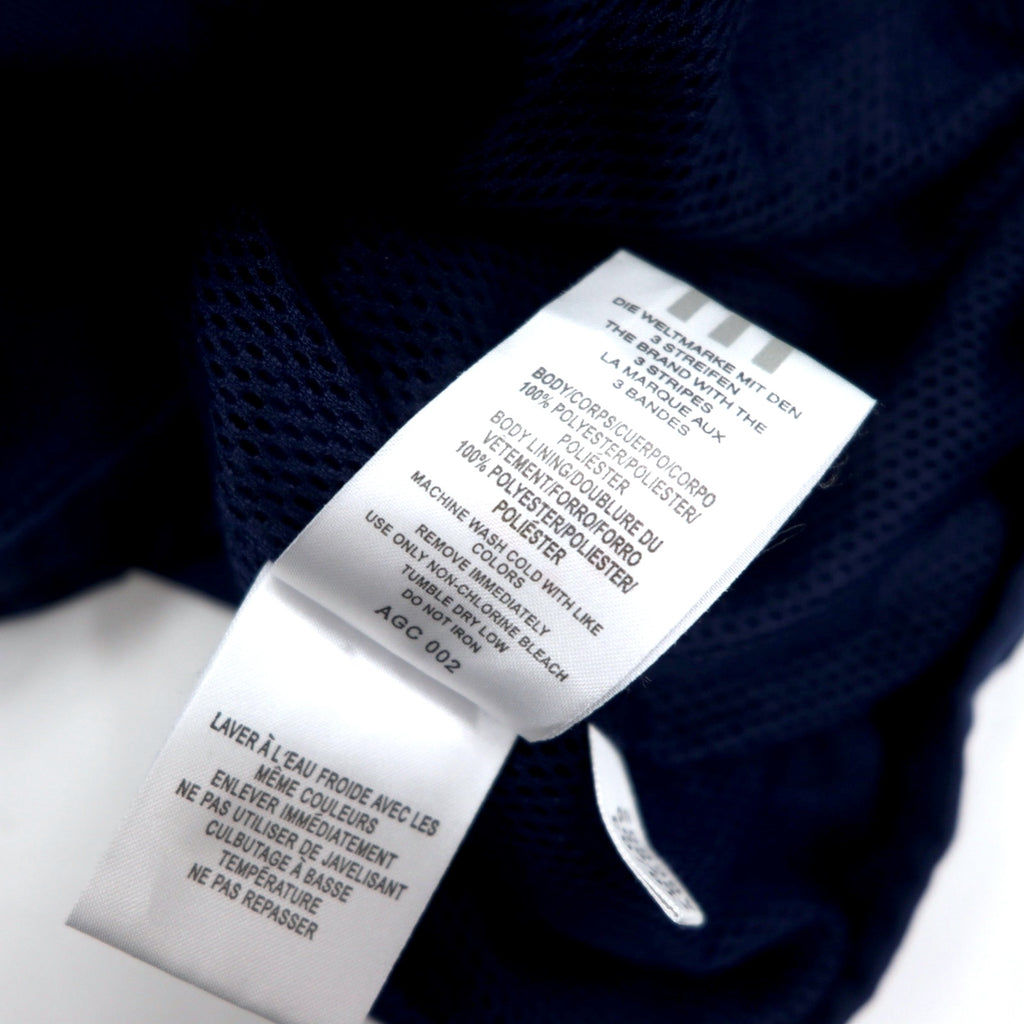 DIE WELTMARKE MIT DEN
3 STREIFEN
THE BRAND WITH THE
3 STRIPES
LA MARQUE AUX
3 BANDES
BODY/CORPS/CUERPO/CORPO
100% POLYESTER/POLIESTER/
POLIÉSTER
BODY LINING/DOUBLURE DU
VÊTEMENT/FORRO/FORRO
100% POLYESTER/POLIESTER/
POLIÉSTER
MACHINE WASH COLD WITH LIKE
COLORS
REMOVE IMMEDIATELY
USE ONLY NON-CHLORINE BLEACH
TUMBLE DRY LOW
DO NOT IRON
AGC 002
LAVER À L'EAU FROIDE AVEC LES
MÊME COULEURS
ENLEVER IMMÉDIATEMENT
NE PAS UTILISER DE JAVELISANT
CULBUTAGE À BASSE
TEMPÉRATURE
NE PAS REPASSER